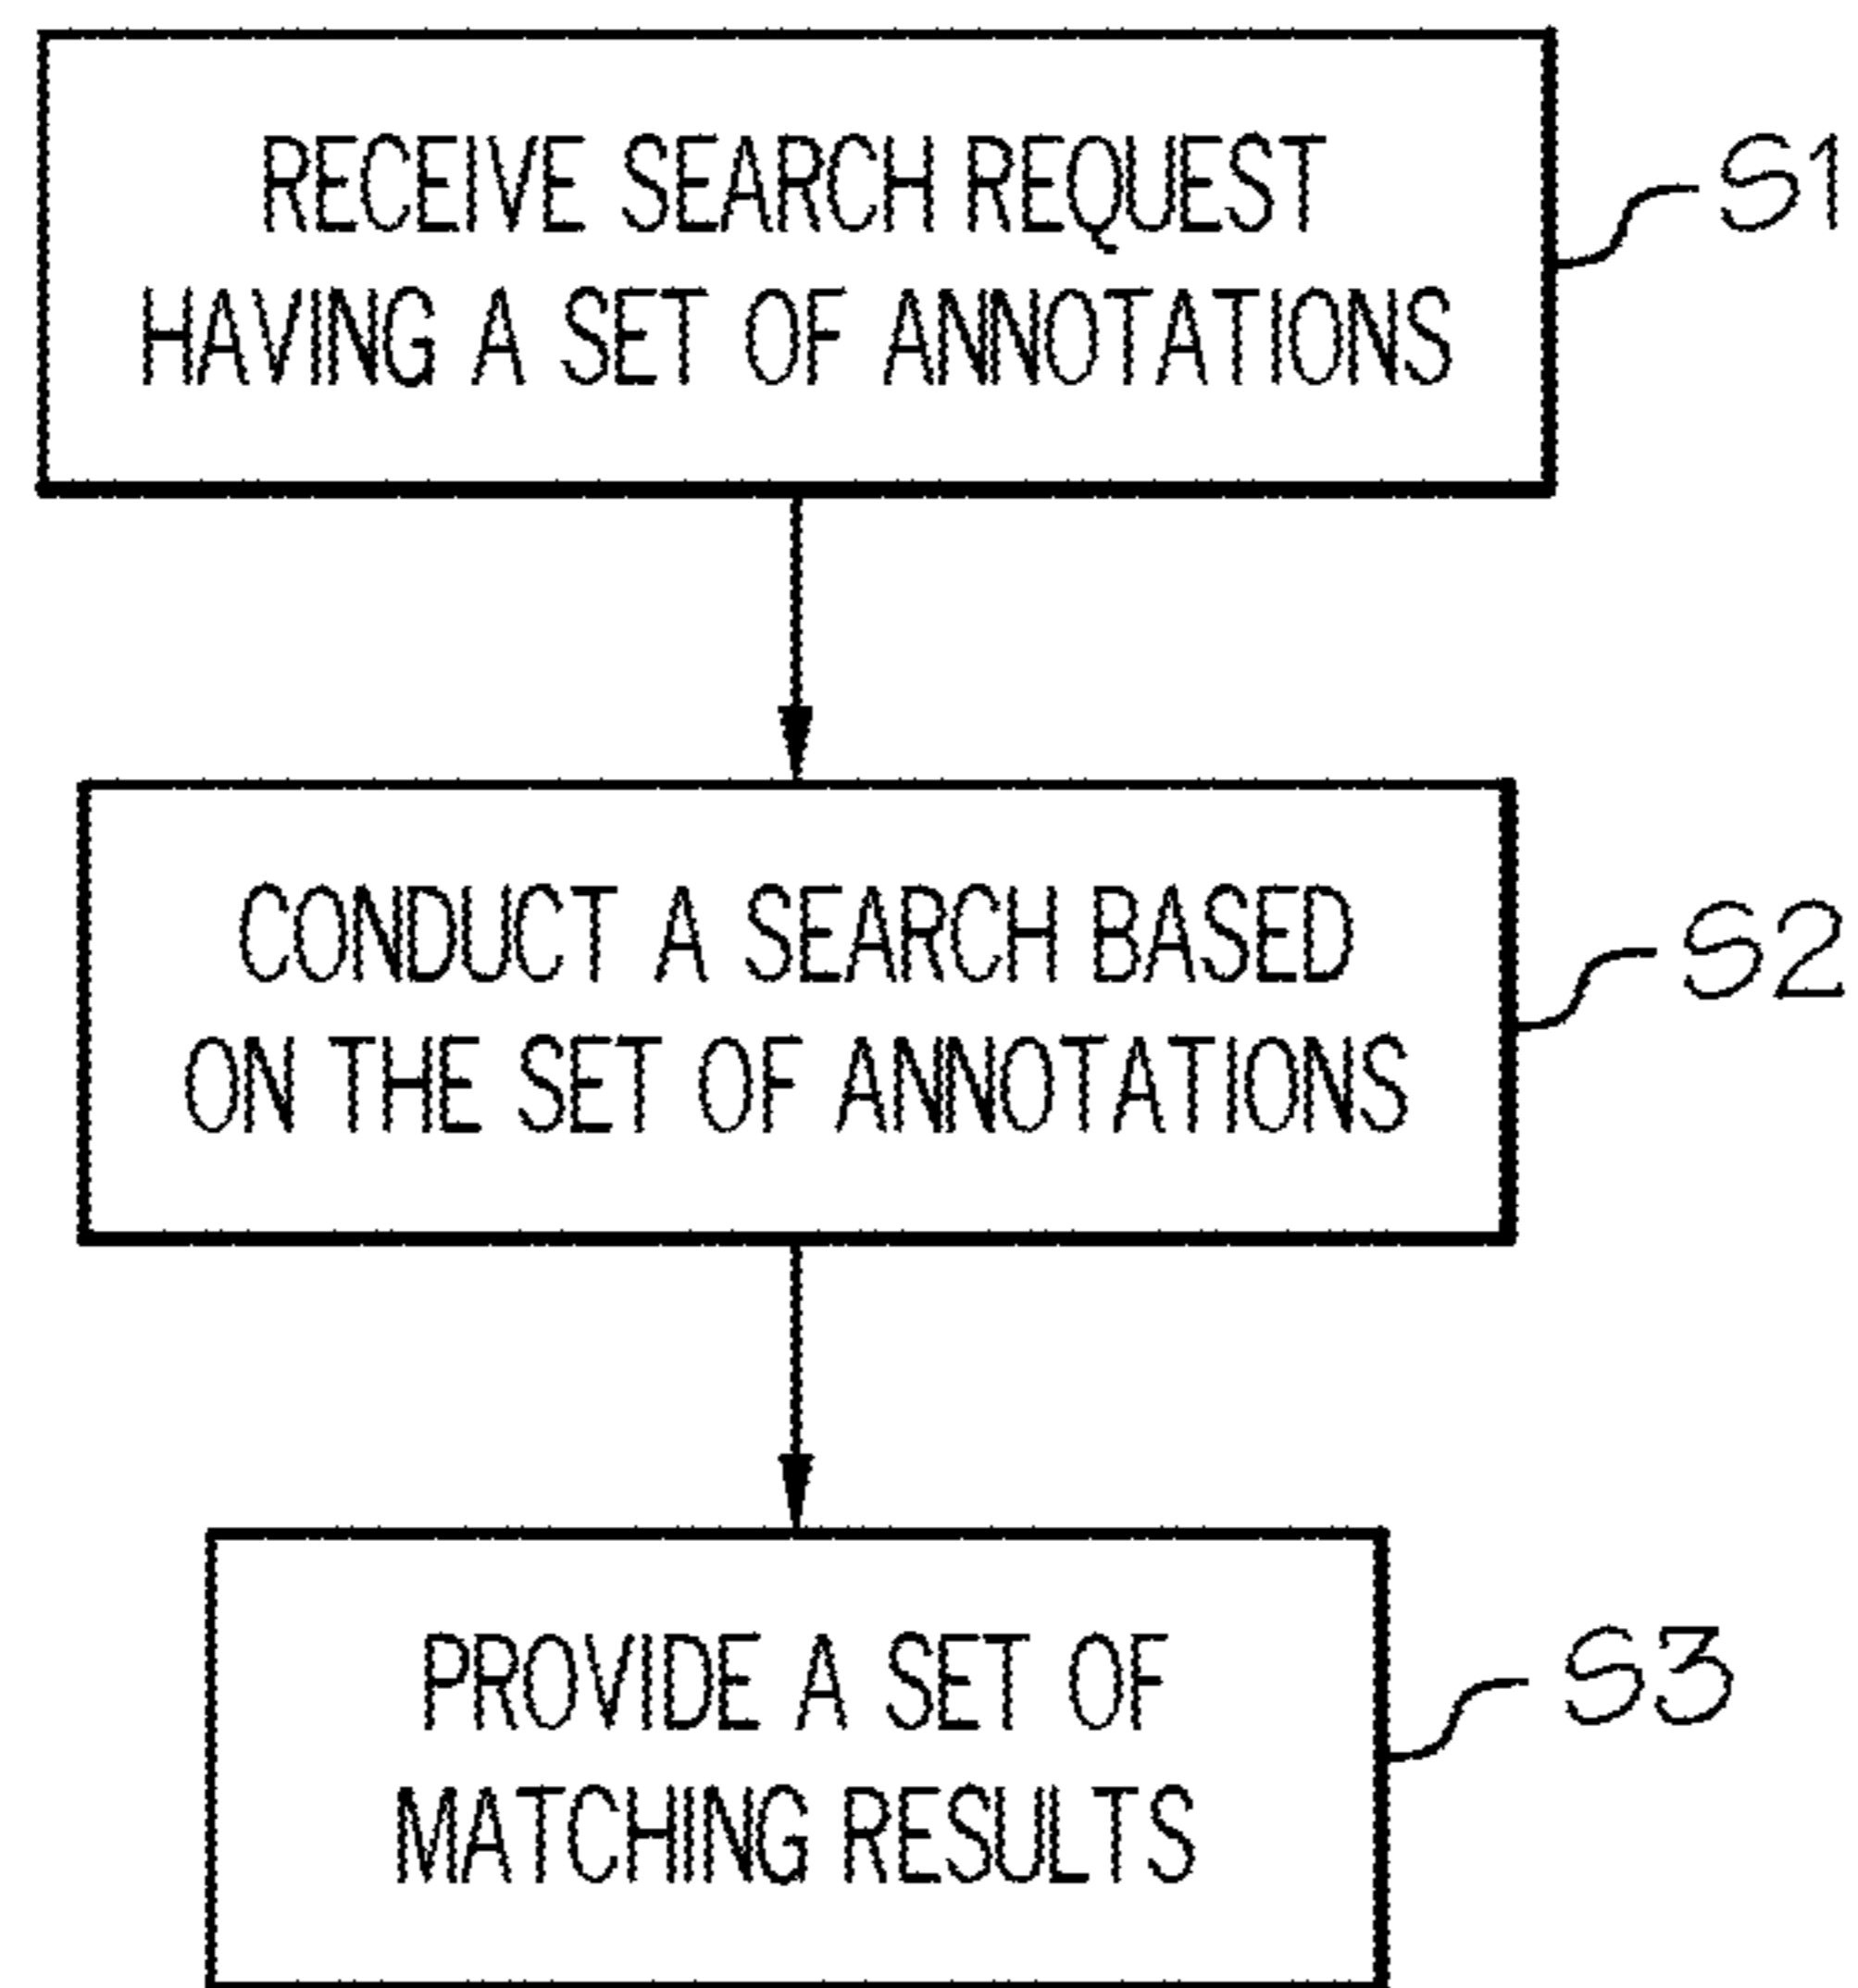 RECEIVE SEARCH REQUEST
HAVING A SET OF ANNOTATIONS
S1
CONDUCT A SEARCH BASED
ON THE SET OF ANNOTATIONS
S2
PROVIDE A SET OF
MATCHING RESULTS
S3